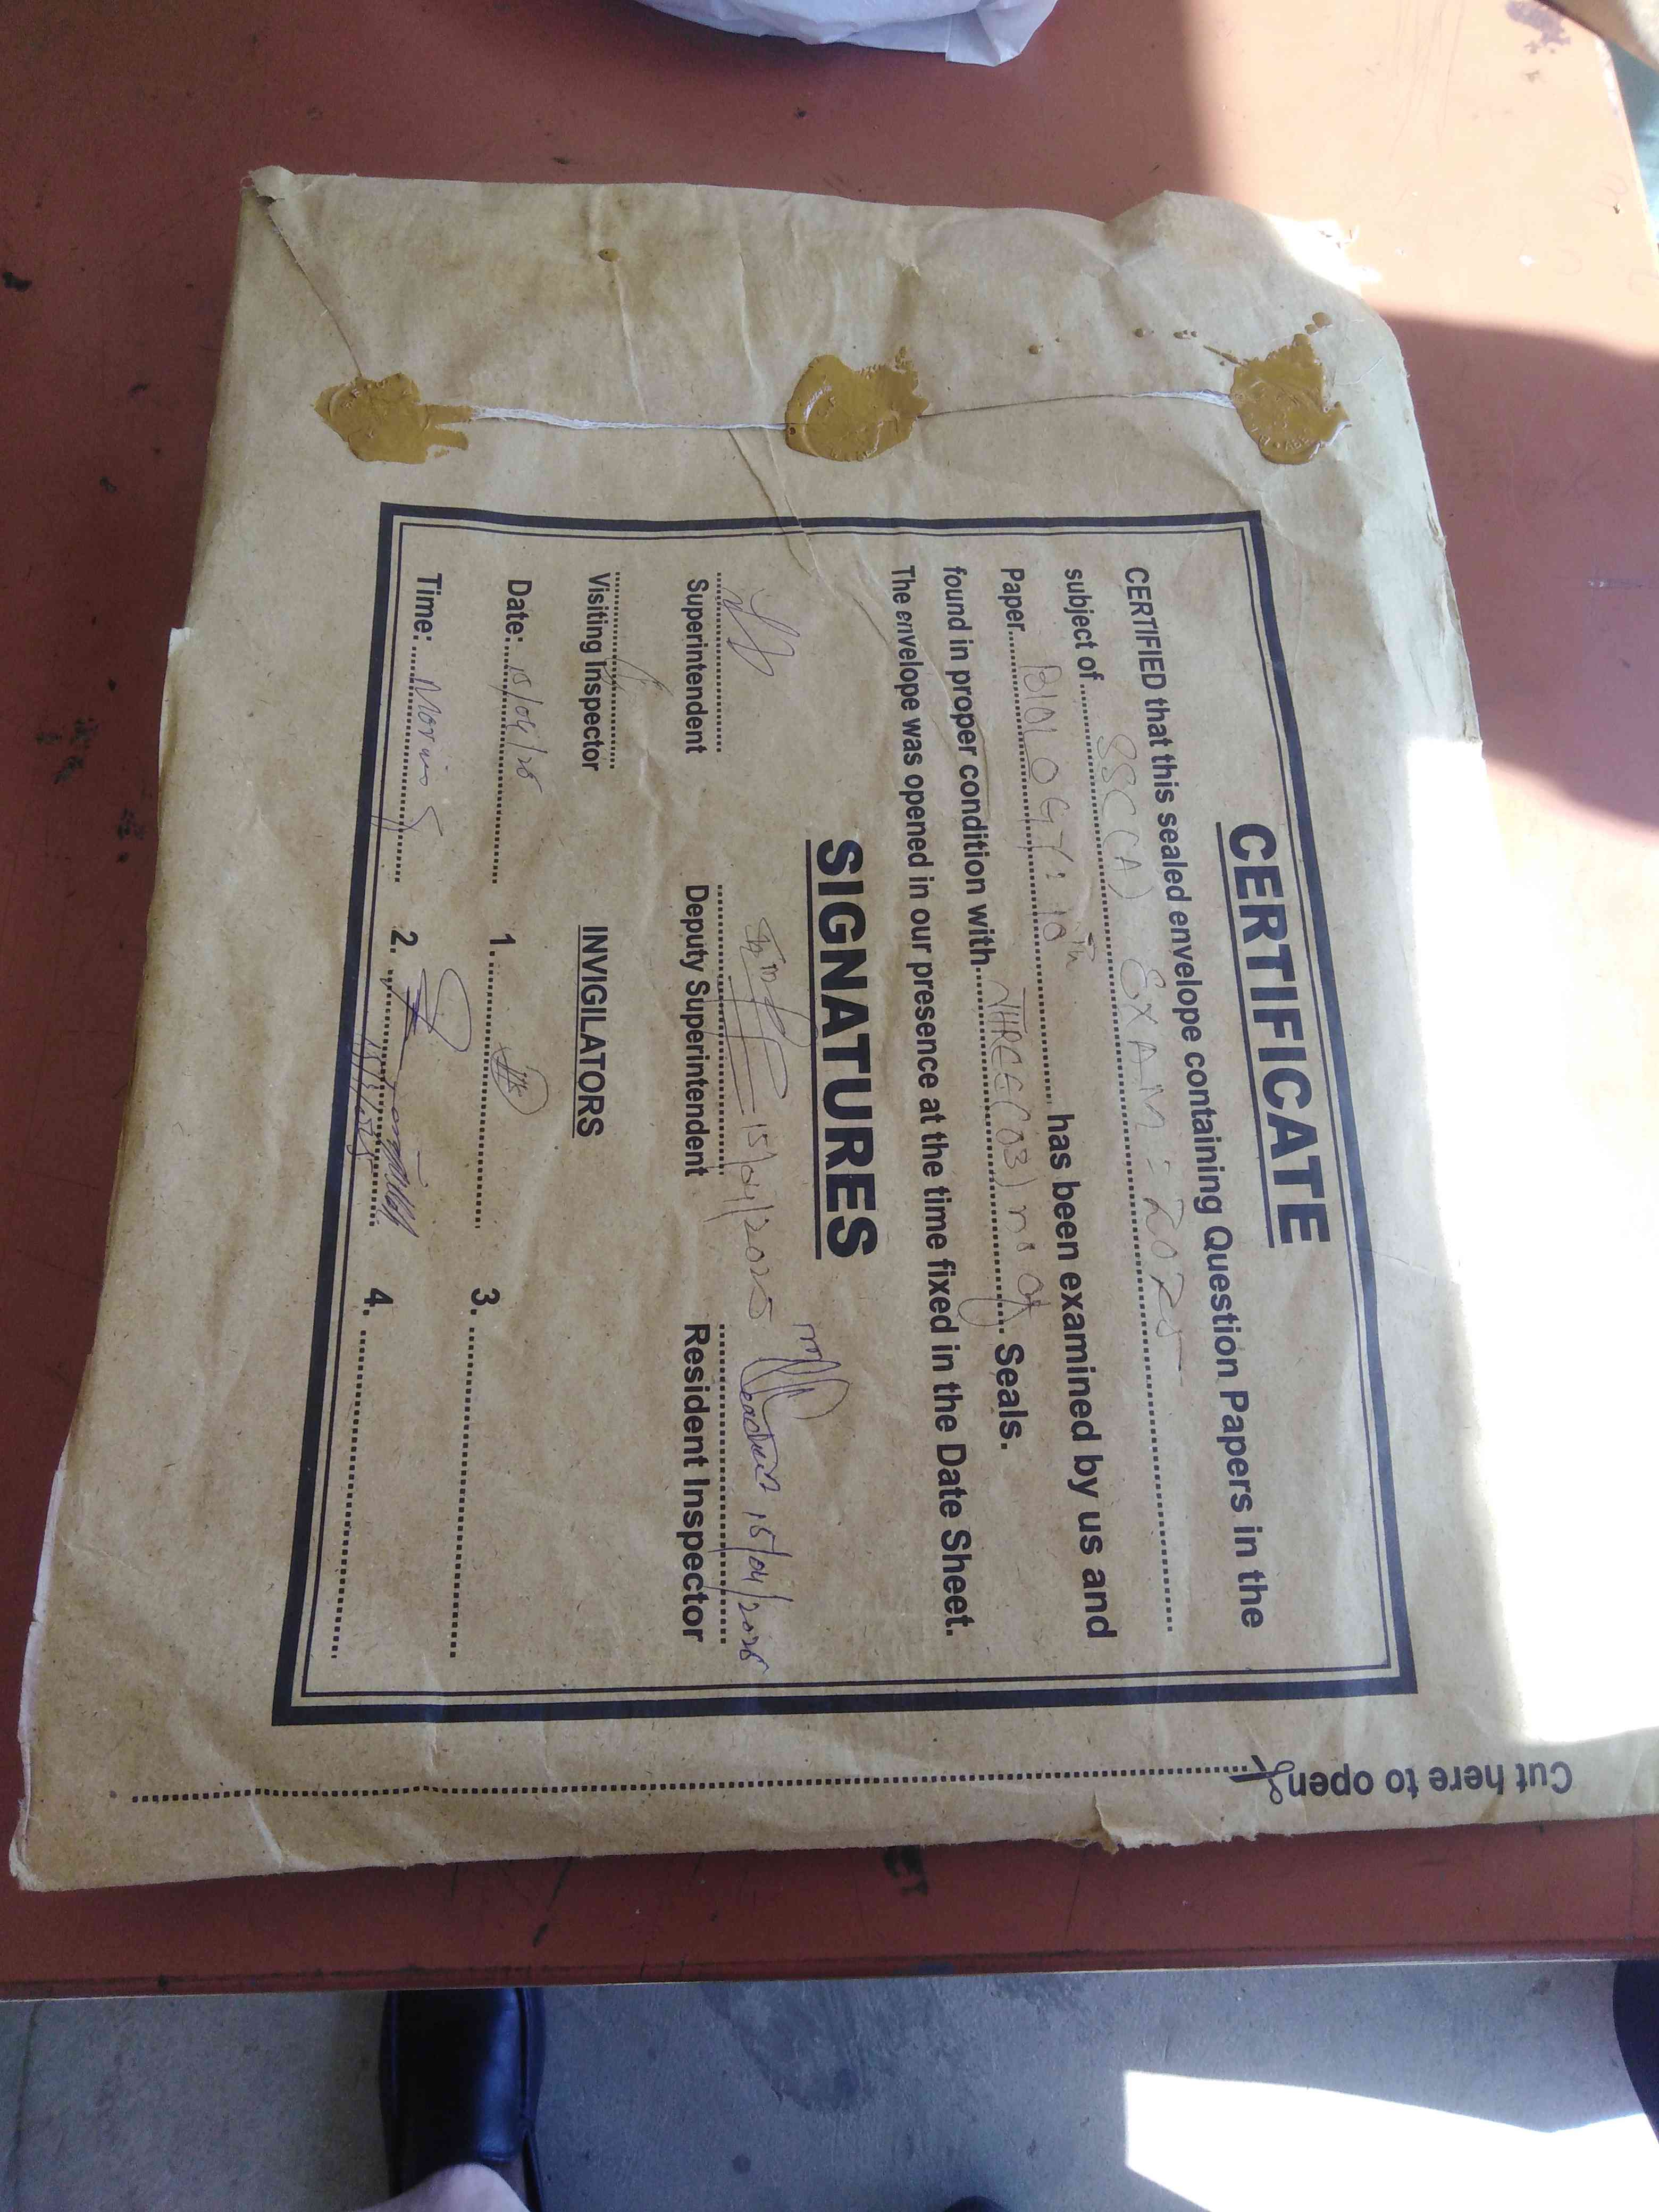 CERTIFICATE
CERTIFIED that this sealed envelope containing Question Papers in the
subject of ........ SSC (A) EXAM: 2025 ........
Paper........ BIOLOGY: 10th ........ has been examined by us and
found in proper condition with........ THREE (03) no of ........ Seals.
The envelope was opened in our presence at the time fixed in the Date Sheet.
SIGNATURES
15/04/2025 15/04/2025
Superintendent Deputy Superintendent Resident Inspector
Visiting Inspector INVIGILATORS
Date: 15/04/25 1. 3.
Time: Morning 2. 4.
Cut here to open